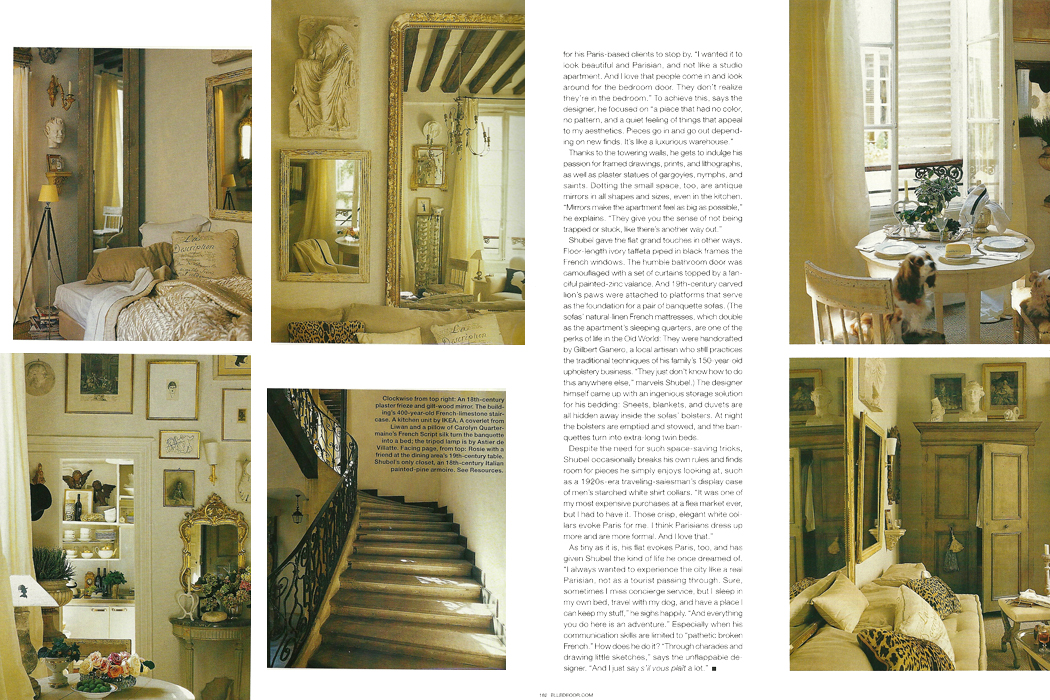 for his Paris-based clients to stop by. "I wanted it to
look beautiful and Parisian, and not like a studio
apartment. And I love that people come in and look
around for the bedroom door. They don't realize
they're in the bedroom." To achieve this, says the
designer, he focused on "a place that had no color,
no pattern, and a quiet feeling of things that appeal
to my aesthetics. Pieces go in and go out depend-
ing on new finds. It's like a luxurious warehouse."
Thanks to the towering walls, he gets to indulge his
passion for framed drawings, prints, and lithographs,
as well as plaster statues of gargoyles, nymphs, and
saints. Dotting the small space, too, are antique
mirrors in all shapes and sizes, even in the kitchen.
"Mirrors make the apartment feel as big as possible,"
he explains. "They give you the sense of not being
trapped or stuck, like there's another way out."
Shubel gave the flat grand touches in other ways.
Floor-length ivory taffeta piped in black frames the
French windows. The humble bathroom door was
camouflaged with a set of curtains topped by a fan-
ciful painted-zinc valance. And 19th-century carved
lion's paws were attached to platforms that serve
as the foundation for a pair of banquette sofas. (The
sofas' natural-linen French mattresses, which double
as the apartment's sleeping quarters, are one of the
perks of life in the Old World: They were handcrafted
by Gilbert Ganero, a local artisan who still practices
the traditional techniques of his family's 150-year-old
upholstery business. "They just don't know how to do
this anywhere else," marvels Shubel.) The designer
himself came up with an ingenious storage solution
for his bedding: Sheets, blankets, and duvets are
all hidden away inside the sofas' bolsters. At night
the bolsters are emptied and stowed, and the ban-
quettes turn into extra-long twin beds.
Despite the need for such space-saving tricks,
Shubel occasionally breaks his own rules and finds
room for pieces he simply enjoys looking at, such
as a 1920s-era traveling-salesman's display case
of men's starched white shirt collars. "It was one of
my most expensive purchases at a flea market ever,
but I had to have it. Those crisp, elegant white col-
lars evoke Paris for me. I think Parisians dress up
more and are more formal. And I love that."
As tiny as it is, his flat evokes Paris, too, and has
given Shubel the kind of life he once dreamed of.
"I always wanted to experience the city like a real
Parisian, not as a tourist passing through. Sure,
sometimes I miss concierge service, but I sleep in
my own bed, travel with my dog, and have a place I
can keep my stuff," he sighs happily. "And everything
you do here is an adventure." Especially when his
communication skills are limited to "pathetic broken
French." How does he do it? "Through charades and
drawing little sketches," says the unflappable de-
signer. "And I just say s'il vous plaît a lot." ■
Clockwise from top right: An 18th-century
plaster frieze and gilt-wood mirror. The build-
ing's 400-year-old French-limestone stair-
case. A kitchen unit by IKEA. A coverlet from
Liwan and a pillow of Carolyn Quarter-
maine's French Script silk turn the banquette
into a bed; the tripod lamp is by Astier de
Villatte. Facing page, from top: Rosie with a
friend at the dining area's 19th-century table.
Shubel's only closet, an 18th-century Italian
painted-pine armoire. See Resources.
182 ELLEDECOR.COM